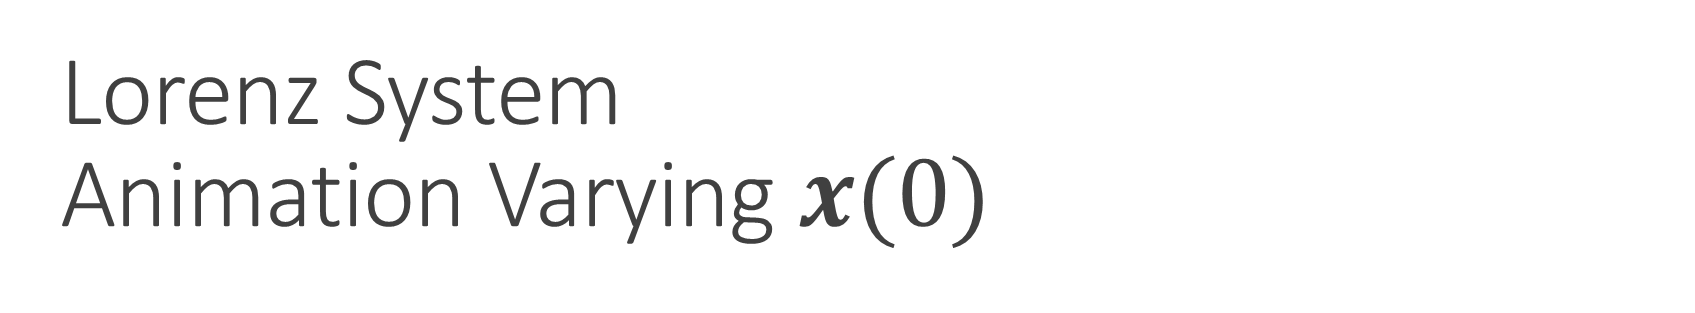 Lorenz System
Animation Varying 𝒙(0)